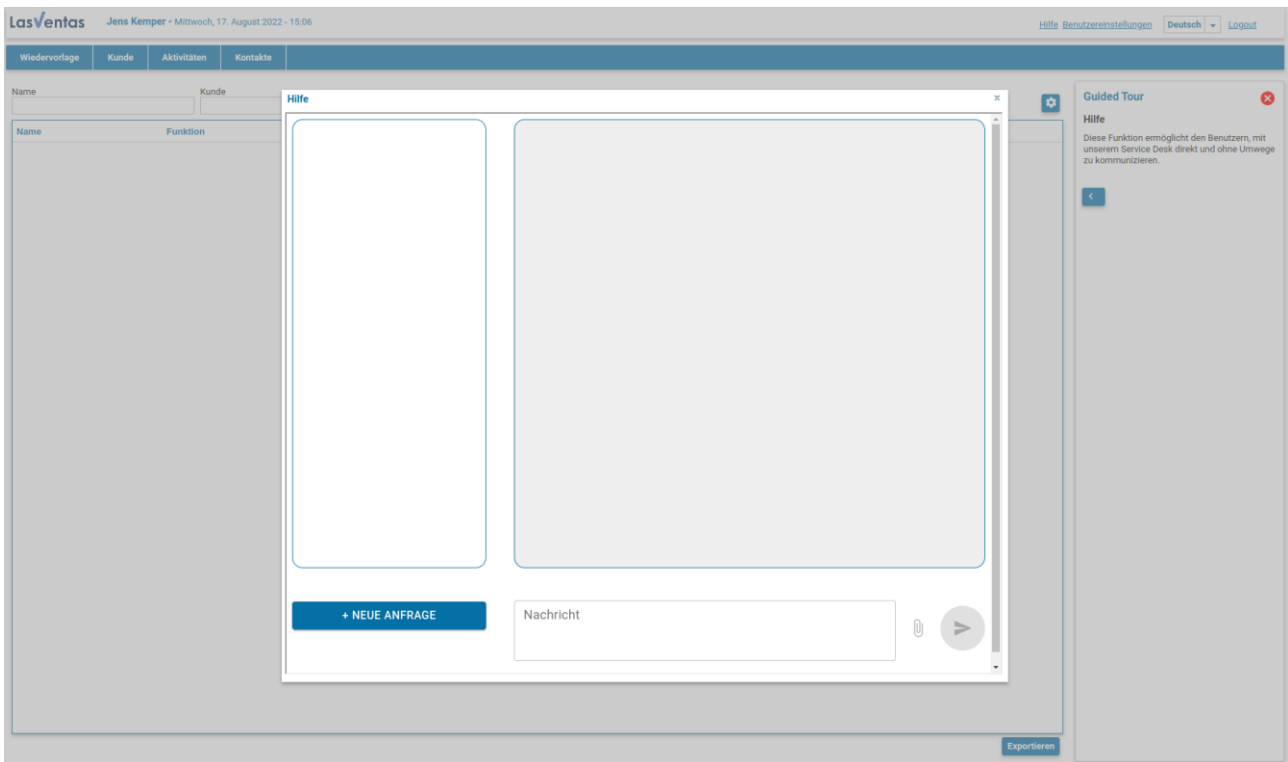 LasVentas
Jens Kemper - Mittwoch, 17. August 2022 - 15:06
Hilfe Benutzereinstellungen Deutsch Logout
Wiedervorlage Kunde Aktivitäten Kontakte
Name Kunde
Name Funktion
Hilfe
x
+ NEUE ANFRAGE
Nachricht
Guided Tour
Hilfe
Diese Funktion ermöglicht den Benutzern, mit
unserem Service Desk direkt und ohne Umwege
zu kommunizieren.
Exportieren